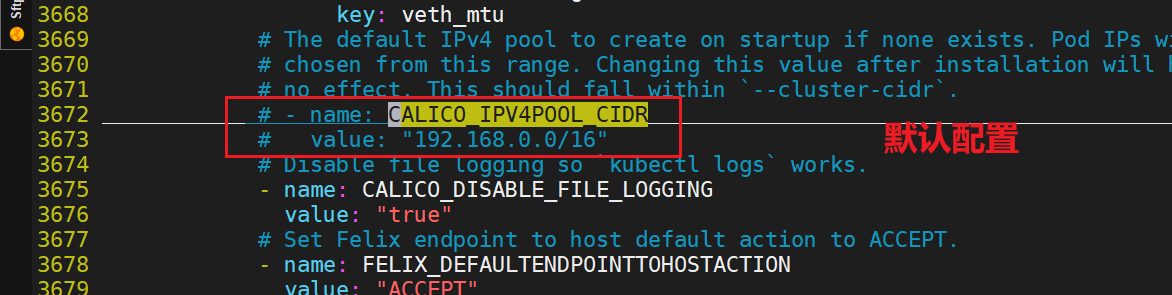 Sftp
3668 key: veth_mtu
3669 # The default IPv4 pool to create on startup if none exists. Pod IPs
3670 # chosen from this range. Changing this value after installation will
3671 # no effect. This should fall within `--cluster-cidr`.
3672 # - name: CALICO_IPV4POOL_CIDR
3673 #   value: "192.168.0.0/16"
默认配置
3674 # Disable file logging so `kubectl logs` works.
3675 - name: CALICO_DISABLE_FILE_LOGGING
3676 value: "true"
3677 # Set Felix endpoint to host default action to ACCEPT.
3678 - name: FELIX_DEFAULTENDPOINTTOHOSTACTION
3679 value: "ACCEPT"